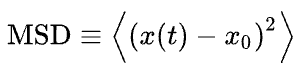 MSD ≡ ⟨(x(t) − x₀)²⟩